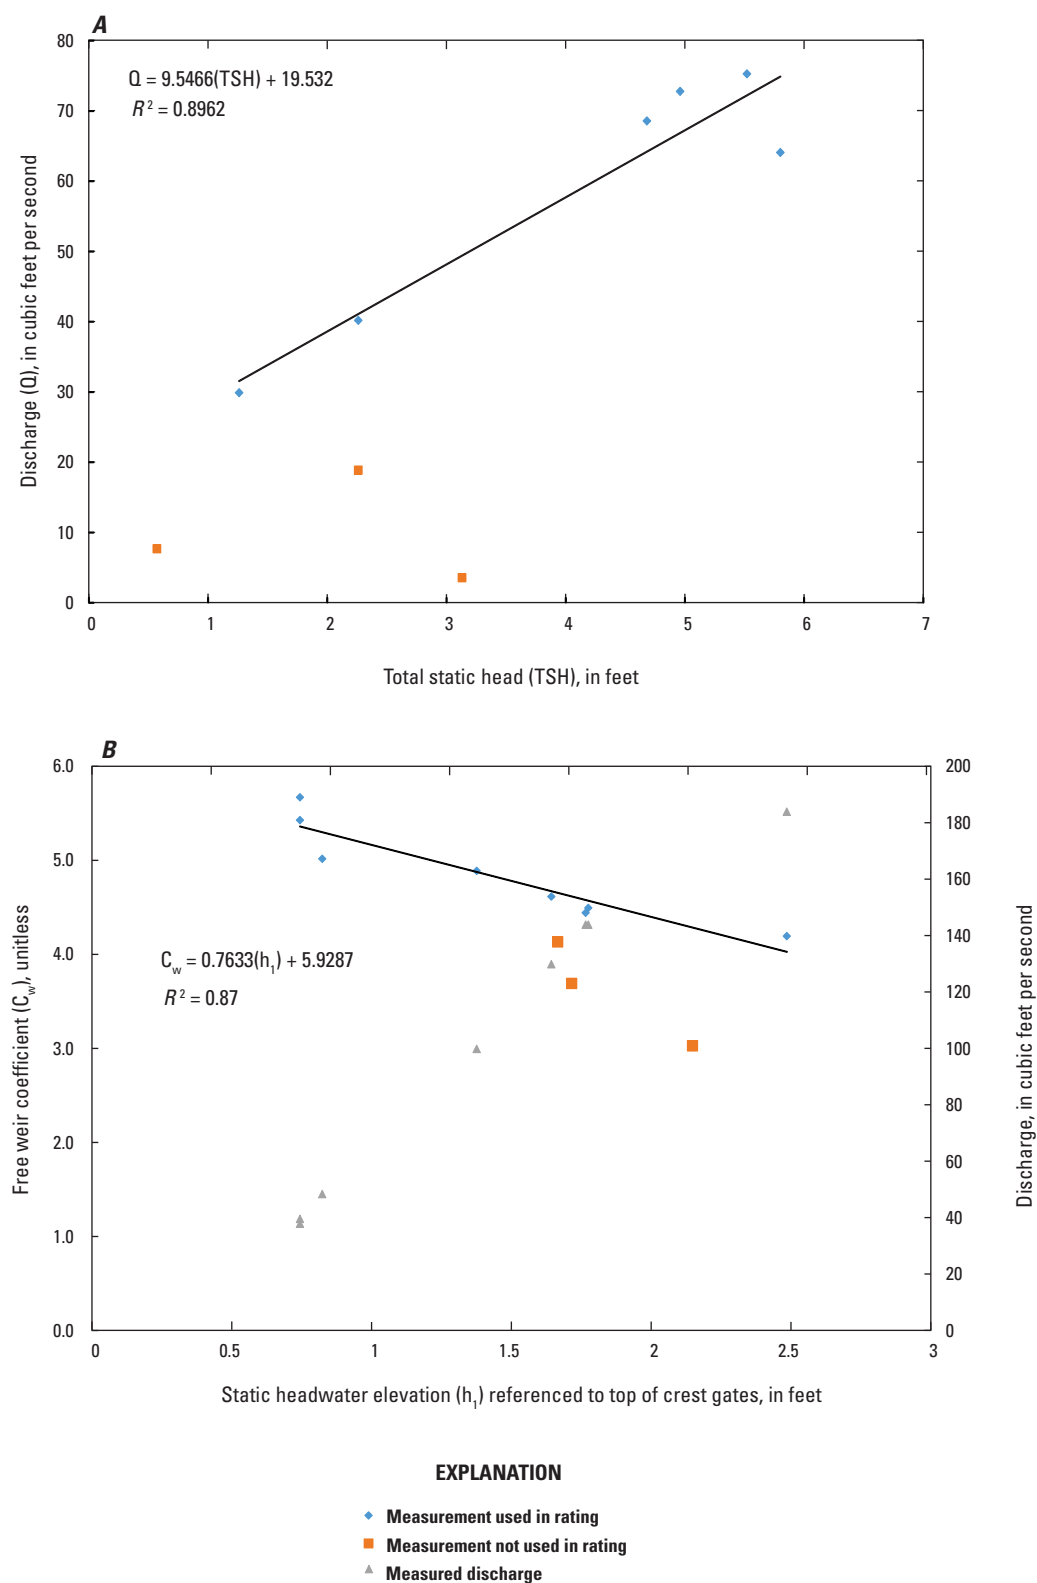 A
80
70
60
50
40
30
20
10
0
Q = 9.5466(TSH) + 19.532
R² = 0.8962
Discharge (Q), in cubic feet per second
0 1 2 3 4 5 6 7
Total static head (TSH), in feet
B
6.0
5.0
4.0
3.0
2.0
1.0
0.0
Free weir coefficient (C_w), unitless
C_w = 0.7633(h₁) + 5.9287
R² = 0.87
200
180
160
140
120
100
80
60
40
20
0
Discharge, in cubic feet per second
0 0.5 1 1.5 2 2.5 3
Static headwater elevation (h₁) referenced to top of crest gates, in feet
EXPLANATION
Measurement used in rating
Measurement not used in rating
Measured discharge